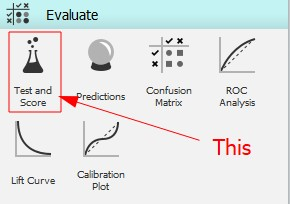 Evaluate
Test and
Score
Predictions
Confusion
Matrix
ROC
Analysis
This
Lift Curve
Calibration
Plot